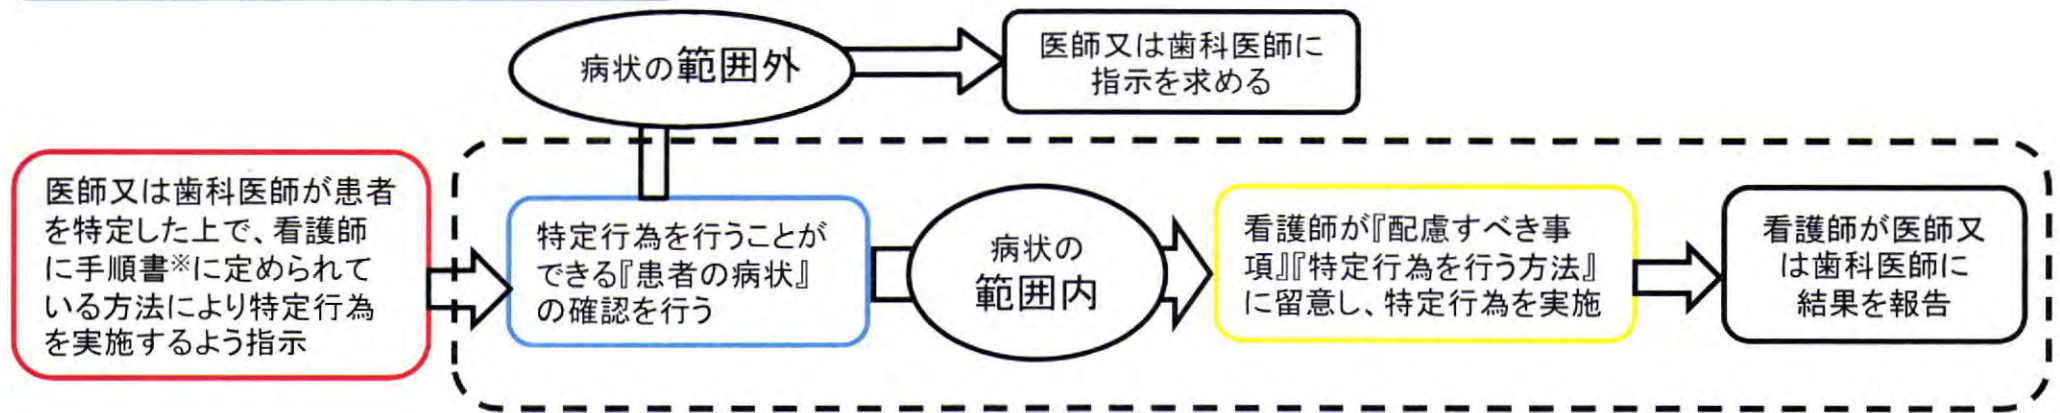 病状の範囲外
医師又は歯科医師に
指示を求める
医師又は歯科医師が患者
を特定した上で、看護師
に手順書※に定められて
いる方法により特定行為
を実施するよう指示
特定行為を行うことが
できる『患者の病状』
の確認を行う
病状の
範囲内
看護師が『配慮すべき事
項』『特定行為を行う方法』
に留意し、特定行為を実施
看護師が医師又
は歯科医師に
結果を報告